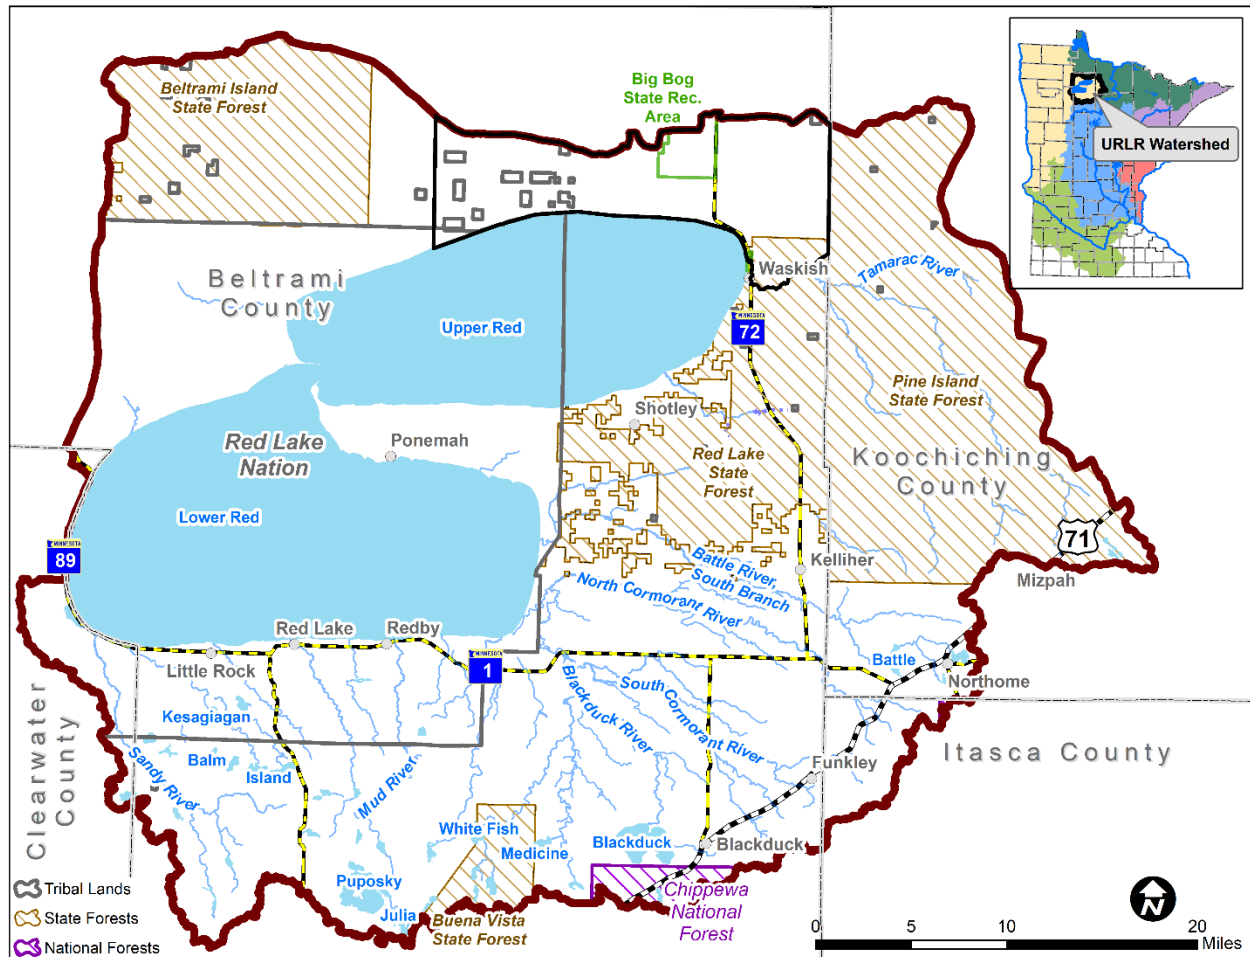 Beltrami Island
State Forest
Big Bog
State Rec.
Area
URLR Watershed
Beltrami
County
Waskish
Tamarac River
Upper Red
MINNESOTA
72
Pine Island
State Forest
Shotley
Red Lake
Nation
Ponemah
Red Lake
State
Forest
Koochiching
County
Lower Red
MINNESOTA
89
71
Battle River,
South Branch
Kelliher
Mizpah
North Cormorant River
Red Lake
Redby
Little Rock
MINNESOTA
1
Battle
Northome
Kesagiagan
Blackduck River
South Cormorant River
Clearwater
County
Balm
Island
Sandy River
Mud River
Funkley
Itasca County
White Fish
Medicine
Blackduck
Blackduck
Puposky
Julia
Buena Vista
State Forest
Chippewa
National
Forest
Tribal Lands
State Forests
National Forests
N
0 5 10 20
Miles